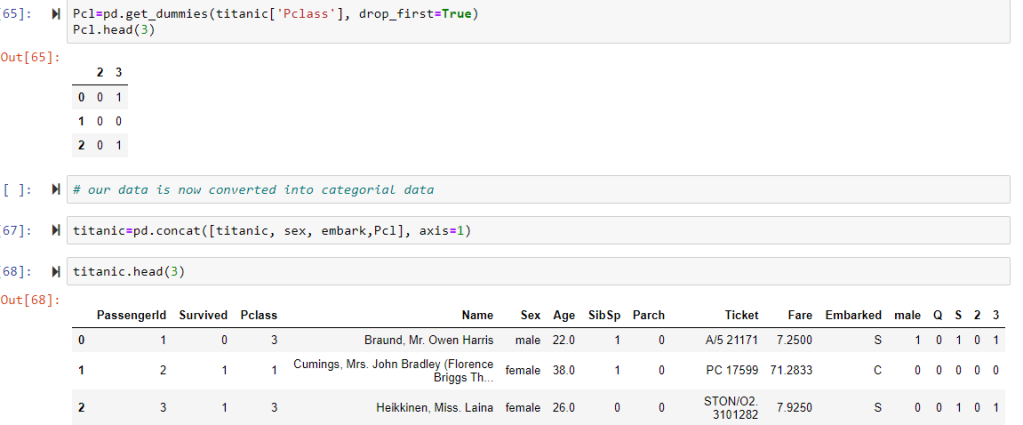 [65]: Pcl=pd.get_dummies(titanic['Pclass'], drop_first=True)
Pcl.head(3)
Out[65]:
2 3
0 0 1
1 0 0
2 0 1
[ ]: # our data is now converted into categorial data
[67]: titanic=pd.concat([titanic, sex, embark,Pcl], axis=1)
[68]: titanic.head(3)
Out[68]:
PassengerId Survived Pclass Name Sex Age SibSp Parch Ticket Fare Embarked male Q S 2 3
0 1 0 3 Braund, Mr. Owen Harris male 22.0 1 0 A/5 21171 7.2500 S 1 0 1 0 1
1 2 1 1 Cumings, Mrs. John Bradley (Florence
Briggs Th... female 38.0 1 0 PC 17599 71.2833 C 0 0 0 0 0
2 3 1 3 Heikkinen, Miss. Laina female 26.0 0 0 STON/O2.
3101282 7.9250 S 0 0 1 0 1